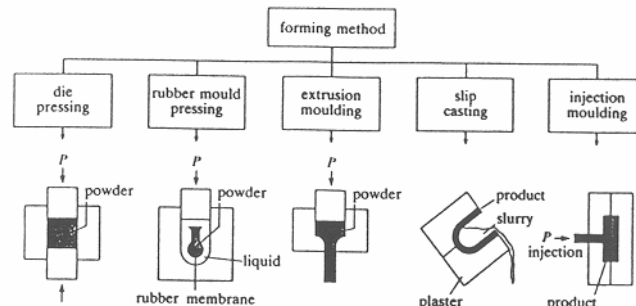 forming method
die
pressing
rubber mould
pressing
extrusion
moulding
slip
casting
injection
moulding
P
P
P
powder
powder
powder
liquid
rubber membrane
product
slurry
plaster
P
injection
product